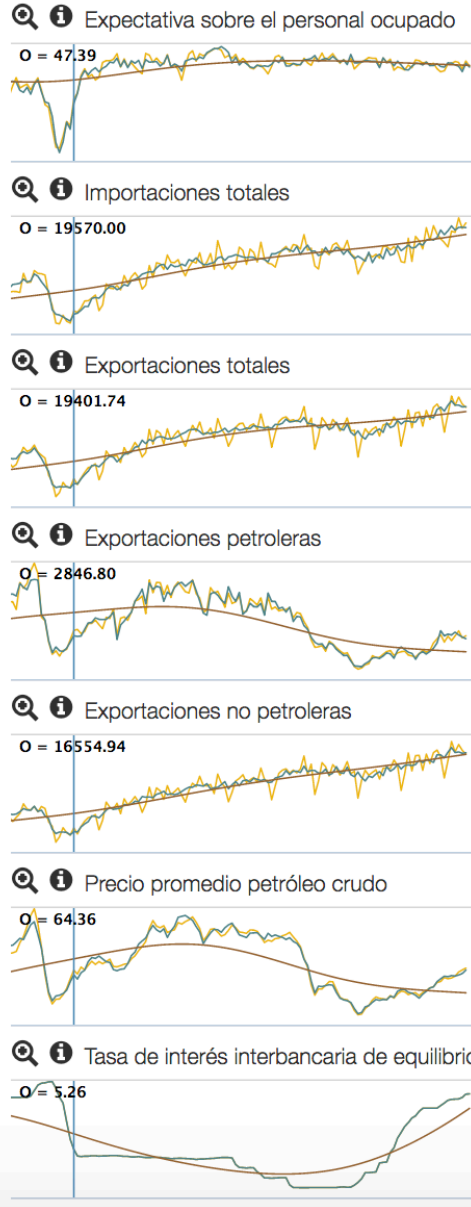 Expectativa sobre el personal ocupado
O = 47.39
Importaciones totales
O = 19570.00
Exportaciones totales
O = 19401.74
Exportaciones petroleras
O = 2846.80
Exportaciones no petroleras
O = 16554.94
Precio promedio petróleo crudo
O = 64.36
Tasa de interés interbancaria de equilibrio
O = 5.26